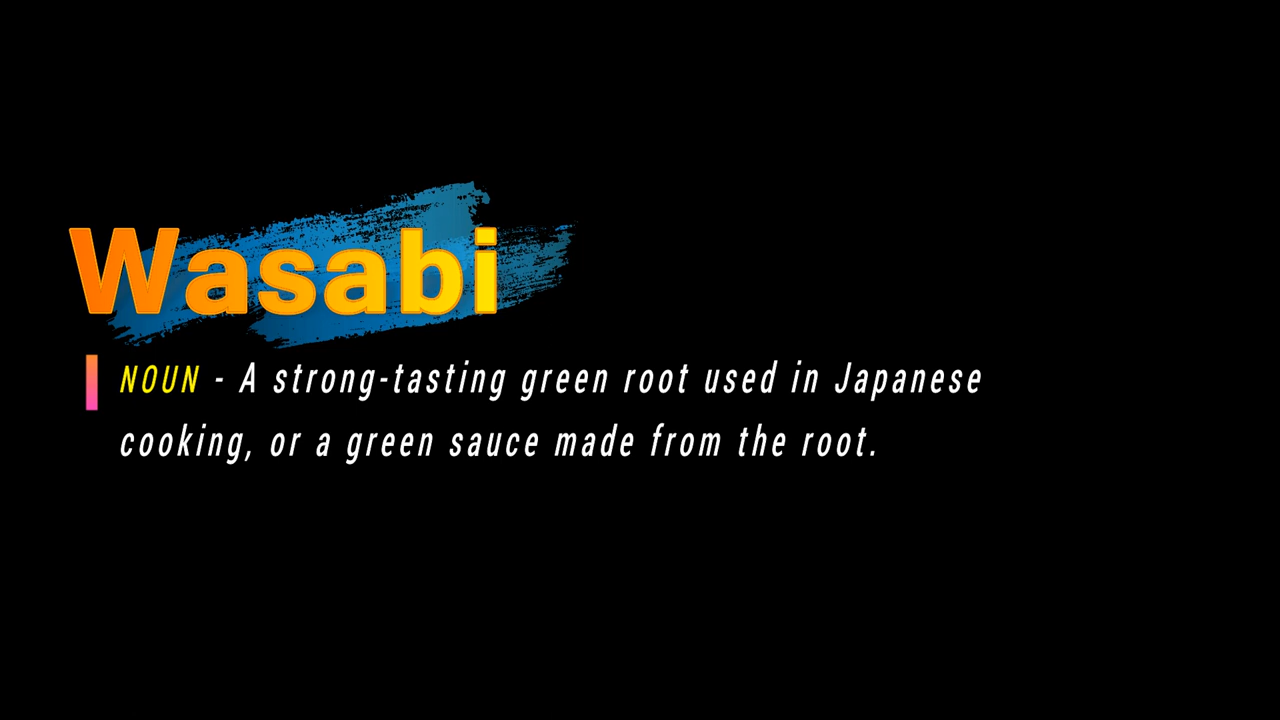 Wasabi
NOUN - A strong-tasting green root used in Japanese
cooking, or a green sauce made from the root.